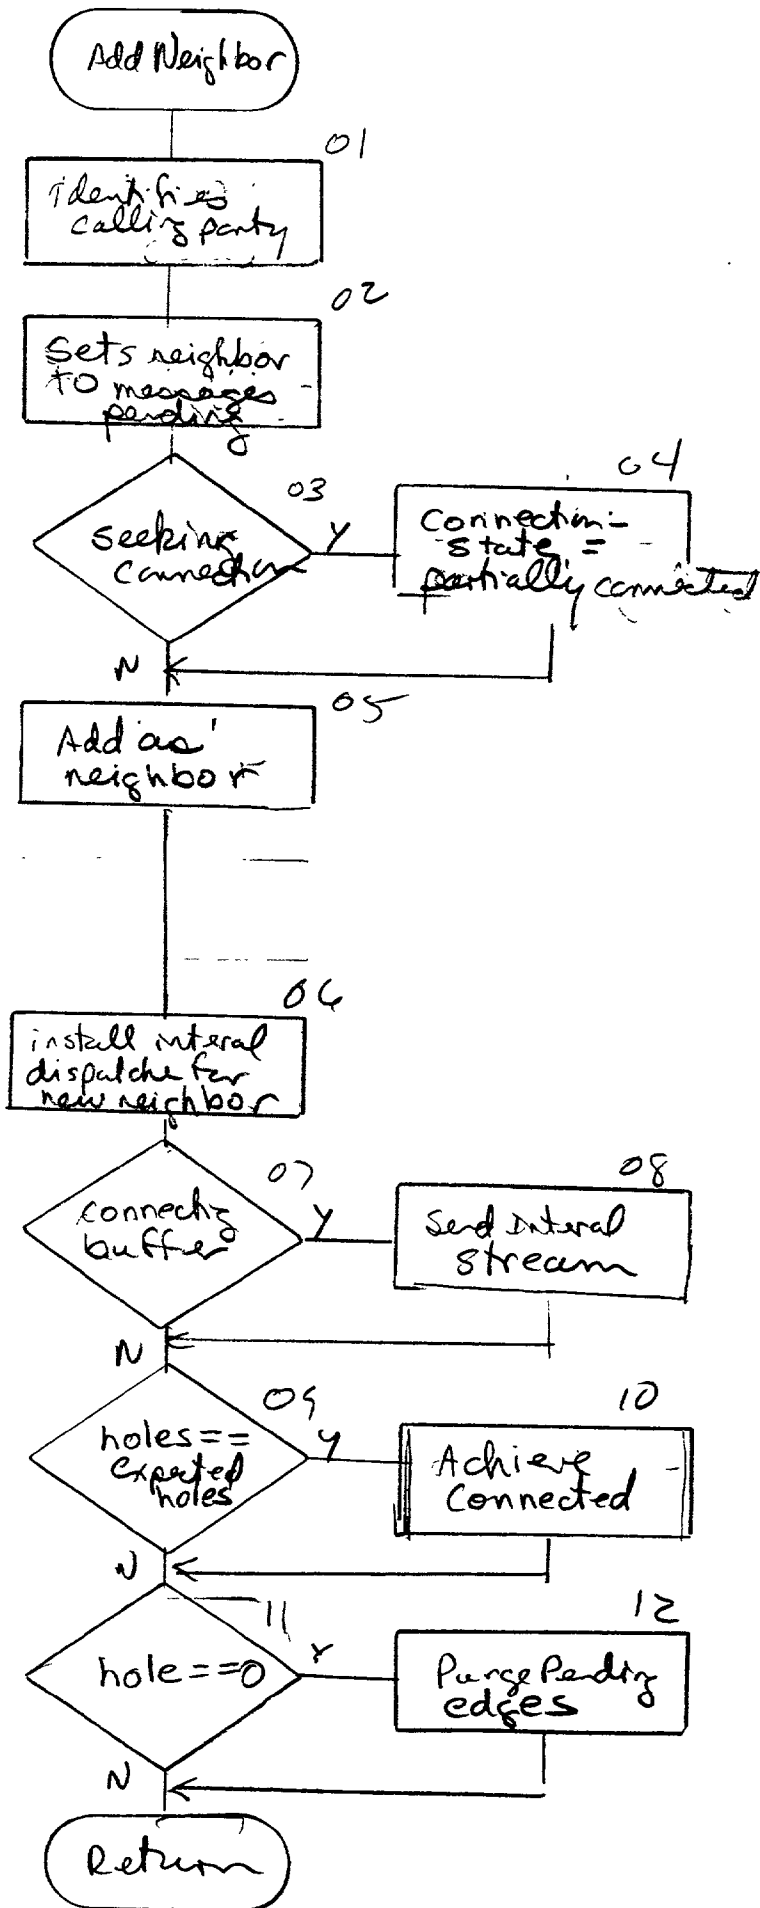 Add Neighbor
01
identifies
calling party
02
Sets neighbor
to messages
pending
03
seeking
connection
Y
04
Connection-
state =
partially connected
N
05
Add as
neighbor
06
install interal
dispatche for
new neighbor
07
connectig
buffer
Y
08
Send Interal
stream
N
09
holes==
expected
holes
Y
10
Achieve
Connected
N
11
hole==0
Y
12
Purge Pending
edges
N
Return